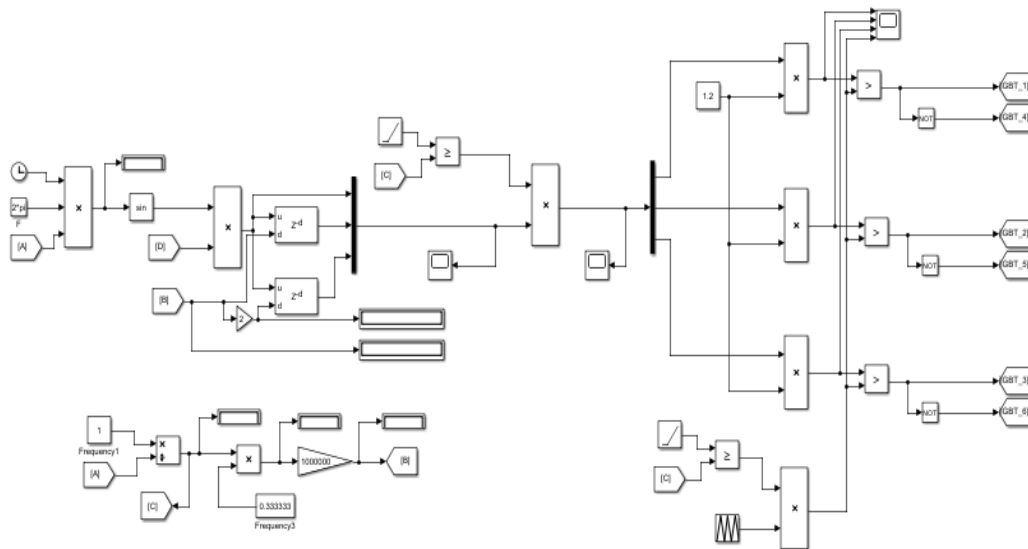 ×
1.2
>
[GBT_1]
NOT
[GBT_4]
≥
[C]
2*pi
F
×
sin
[A]
[D]
×
u
d
Z-d
×
×
>
[GBT_2]
NOT
[GBT_5]
[B]
u
d
Z-d
2
×
>
[GBT_3]
NOT
[GBT_6]
1
Frequency1
×
÷
[A]
×
1000000
[B]
[C]
0.333333
Frequency3
≥
[C]
×